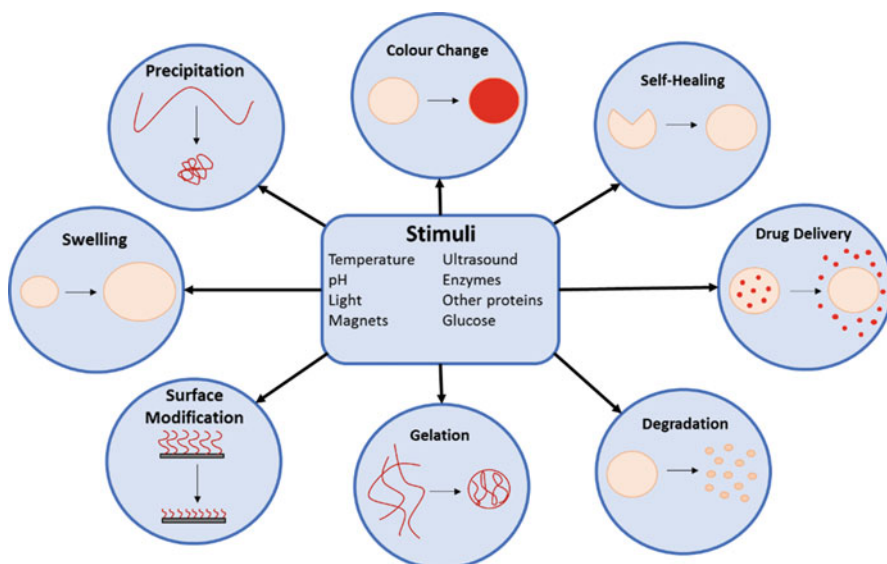 Colour Change
Precipitation
Self-Healing
Swelling
Stimuli
Temperature
pH
Light
Magnets
Ultrasound
Enzymes
Other proteins
Glucose
Drug Delivery
Surface
Modification
Gelation
Degradation